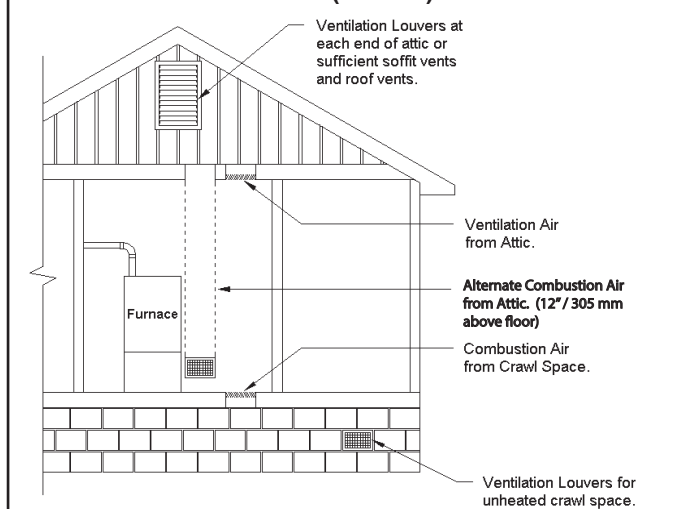 Ventilation Louvers at
each end of attic or
sufficient soffit vents
and roof vents.
Ventilation Air
from Attic.
Alternate Combustion Air
from Attic. (12"/ 305 mm
above floor)
Furnace
Combustion Air
from Crawl Space.
Ventilation Louvers for
unheated crawl space.